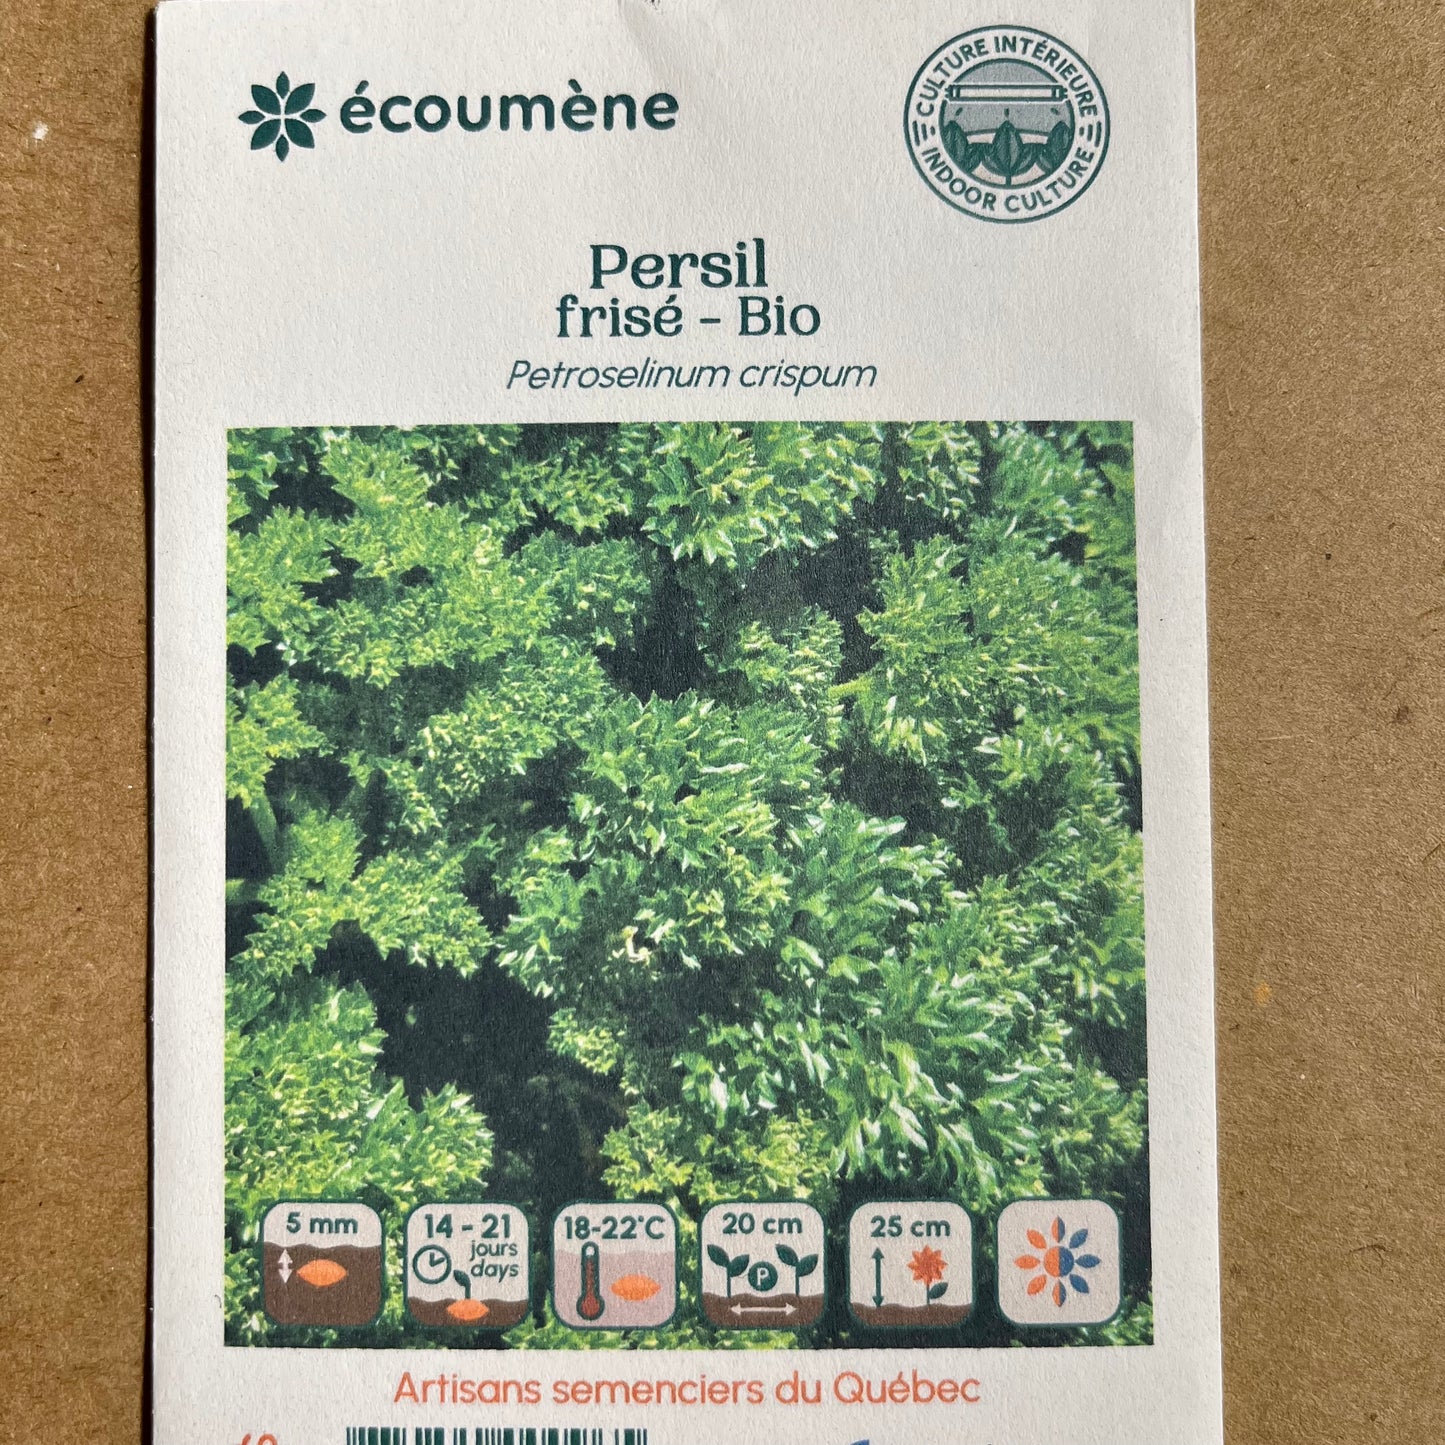 écoumène
CULTURE INTÉRIEURE
INDOOR CULTURE
Persil
frisé - Bio
Petroselinum crispum
5 mm
14 - 21
jours
days
18-22°C
20 cm
P
25 cm
Artisans semenciers du Québec